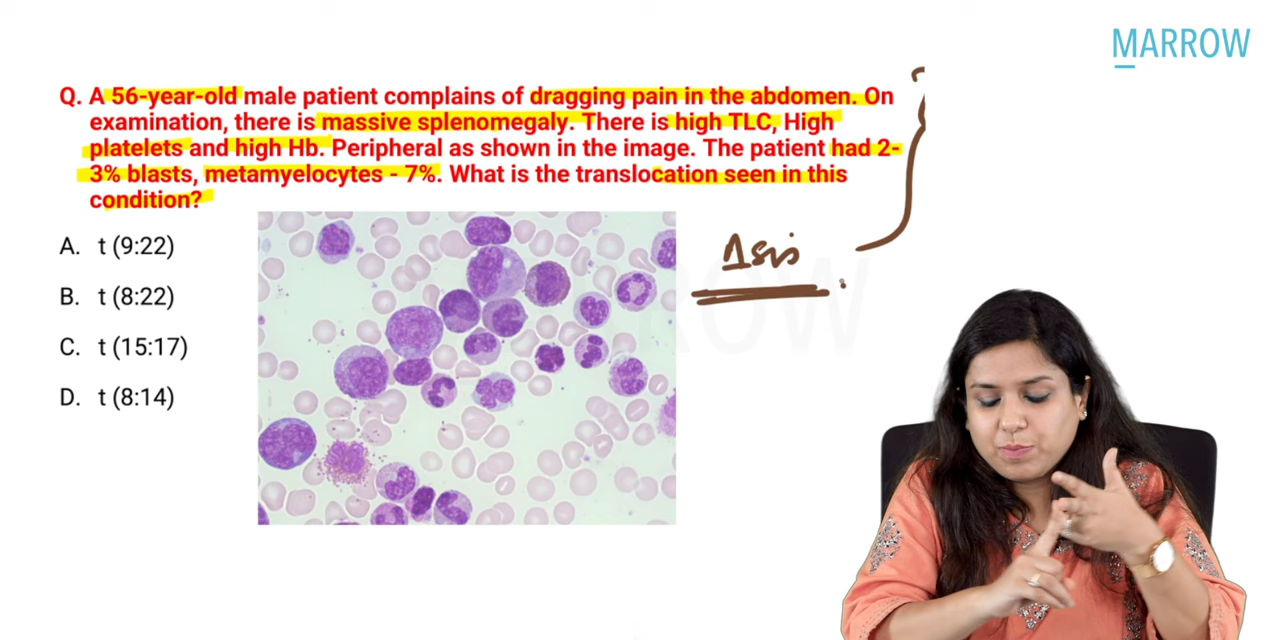 MARROW
Q. A 56-year-old male patient complains of dragging pain in the abdomen. On
examination, there is massive splenomegaly. There is high TLC, High
platelets and high Hb. Peripheral as shown in the image. The patient had 2-
3% blasts, metamyelocytes - 7%. What is the translocation seen in this
condition?
A. t (9:22)
B. t (8:22)
C. t (15:17)
D. t (8:14)